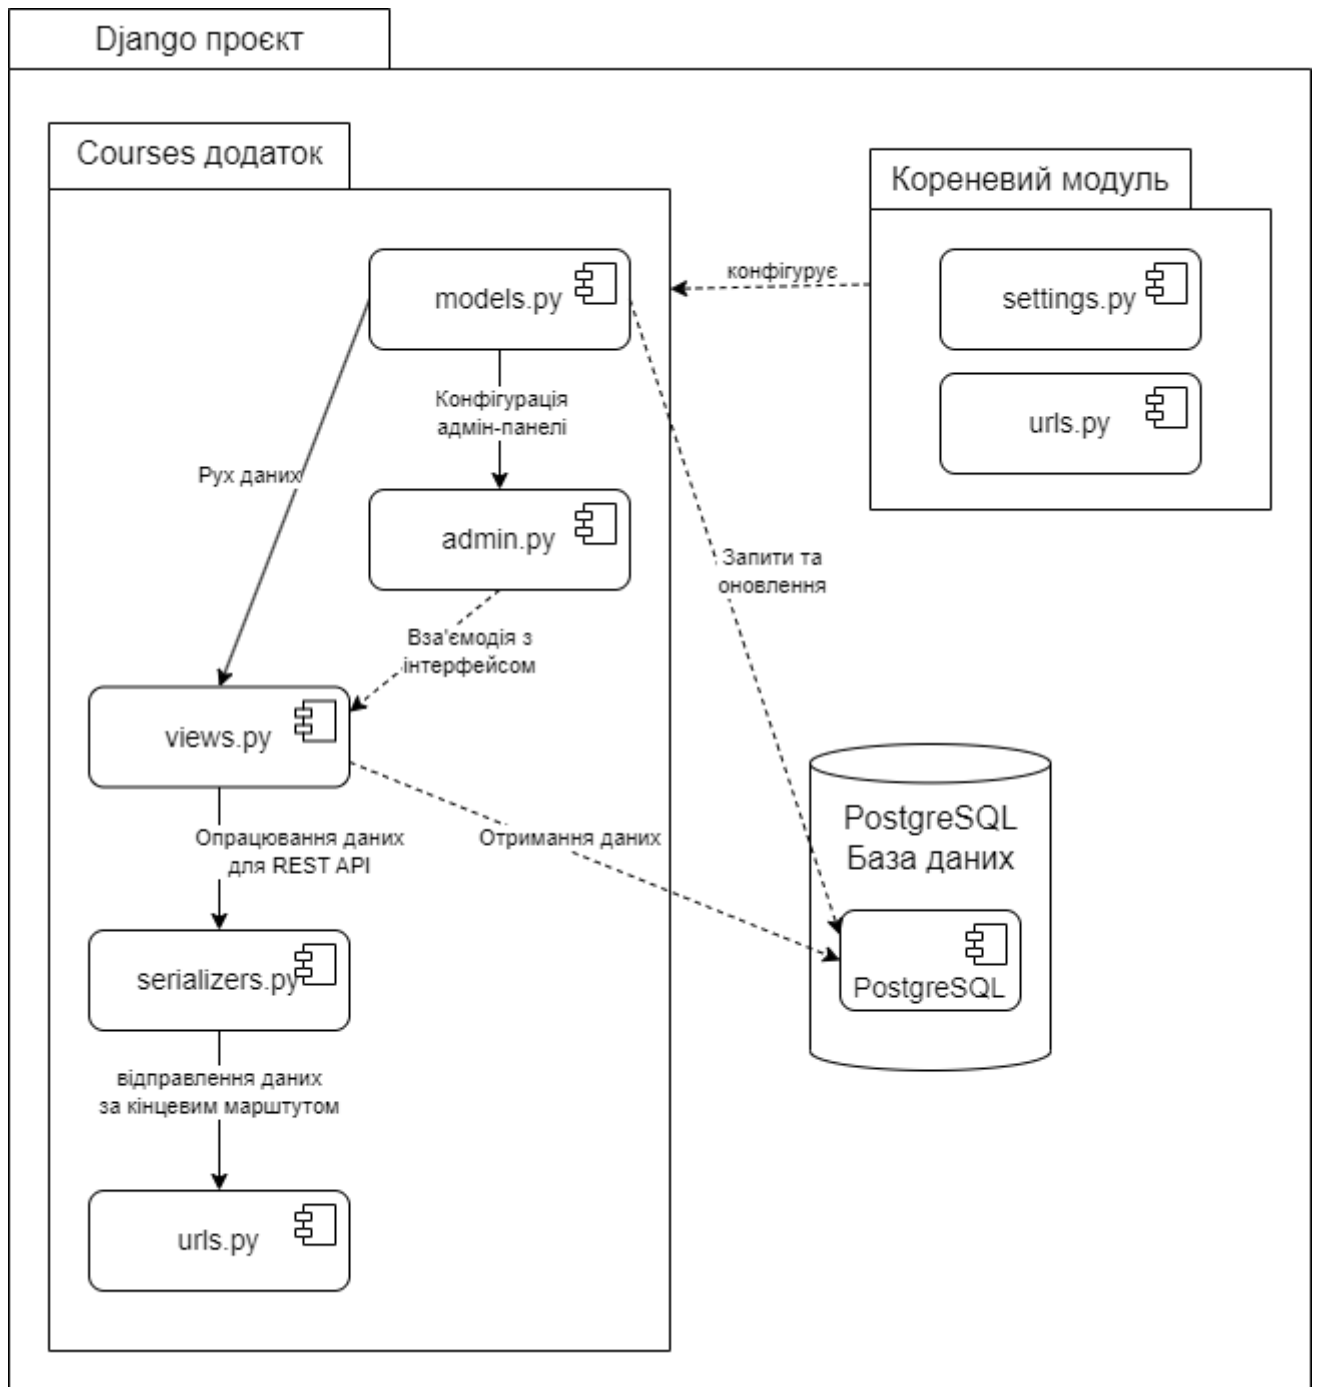 Django проєкт
Courses додаток
Кореневий модуль
models.py
конфігурує
settings.py
Конфігурація
адмін-панелі
urls.py
Рух даних
admin.py
Запити та
оновлення
Вза'ємодія з
інтерфейсом
views.py
Опрацювання даних
для REST API
Отримання даних
PostgreSQL
База даних
serializers.py
PostgreSQL
відправлення даних
за кінцевим марштутом
urls.py